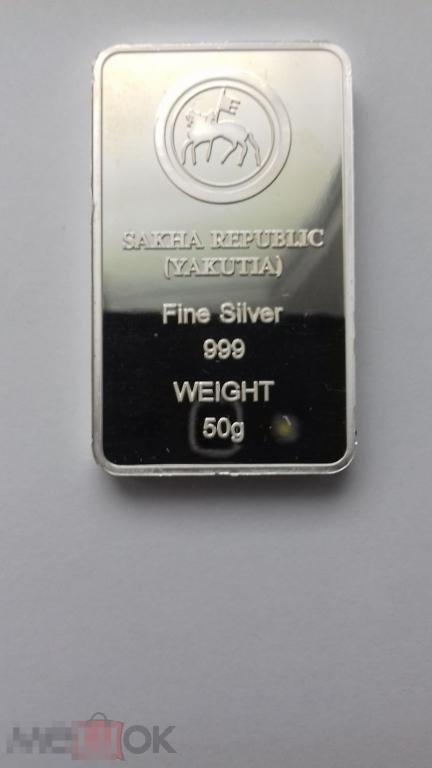 SAKHA REPUBLIC
(YAKUTIA)
Fine Silver
999
WEIGHT
50g